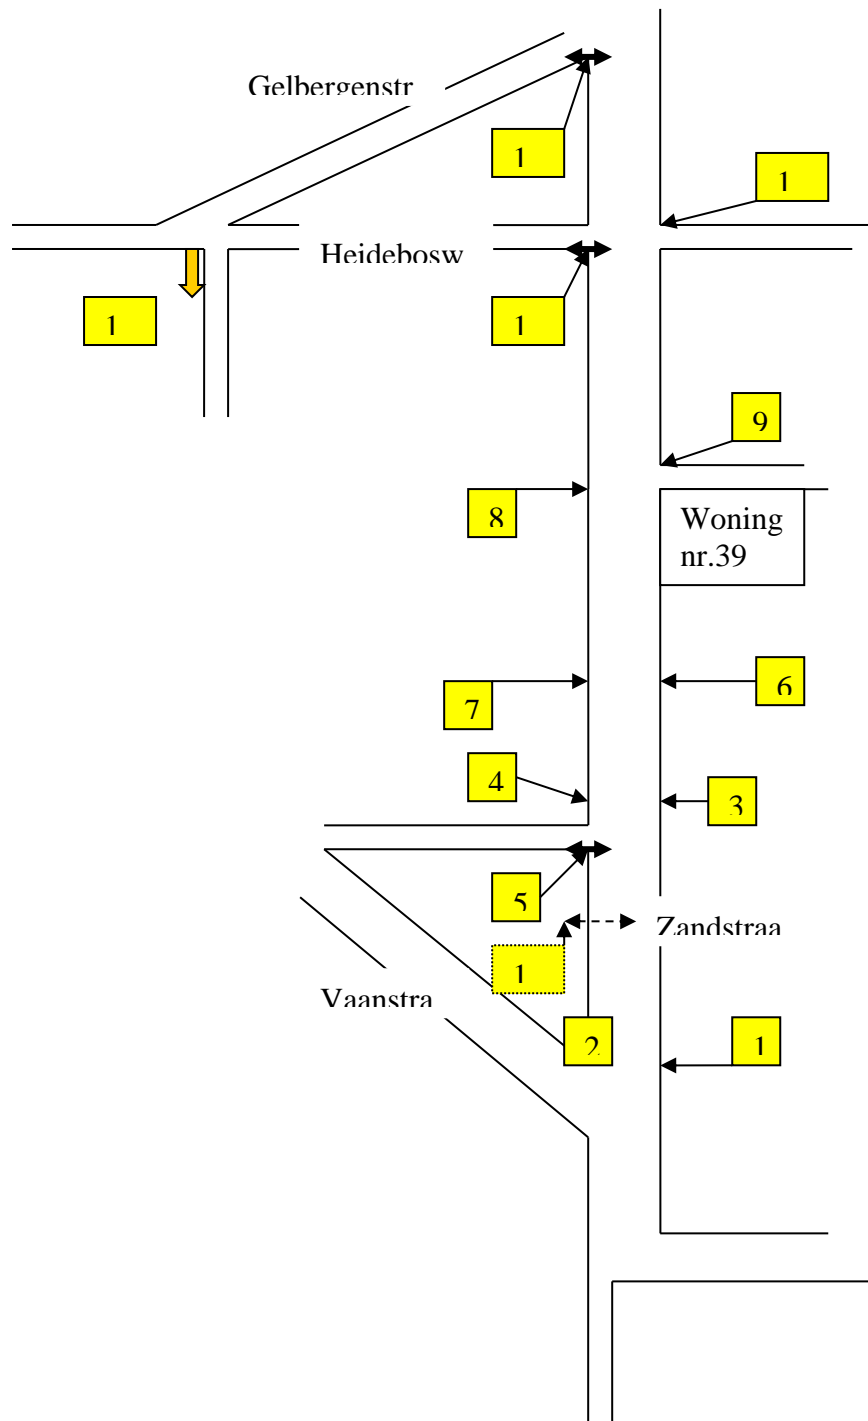 Gelbergenstr
1
1
Heidebosw
1
1
9
8
Woning
nr.39
6
7
4
3
5
Zandstraa
1
Vaanstra
2
1